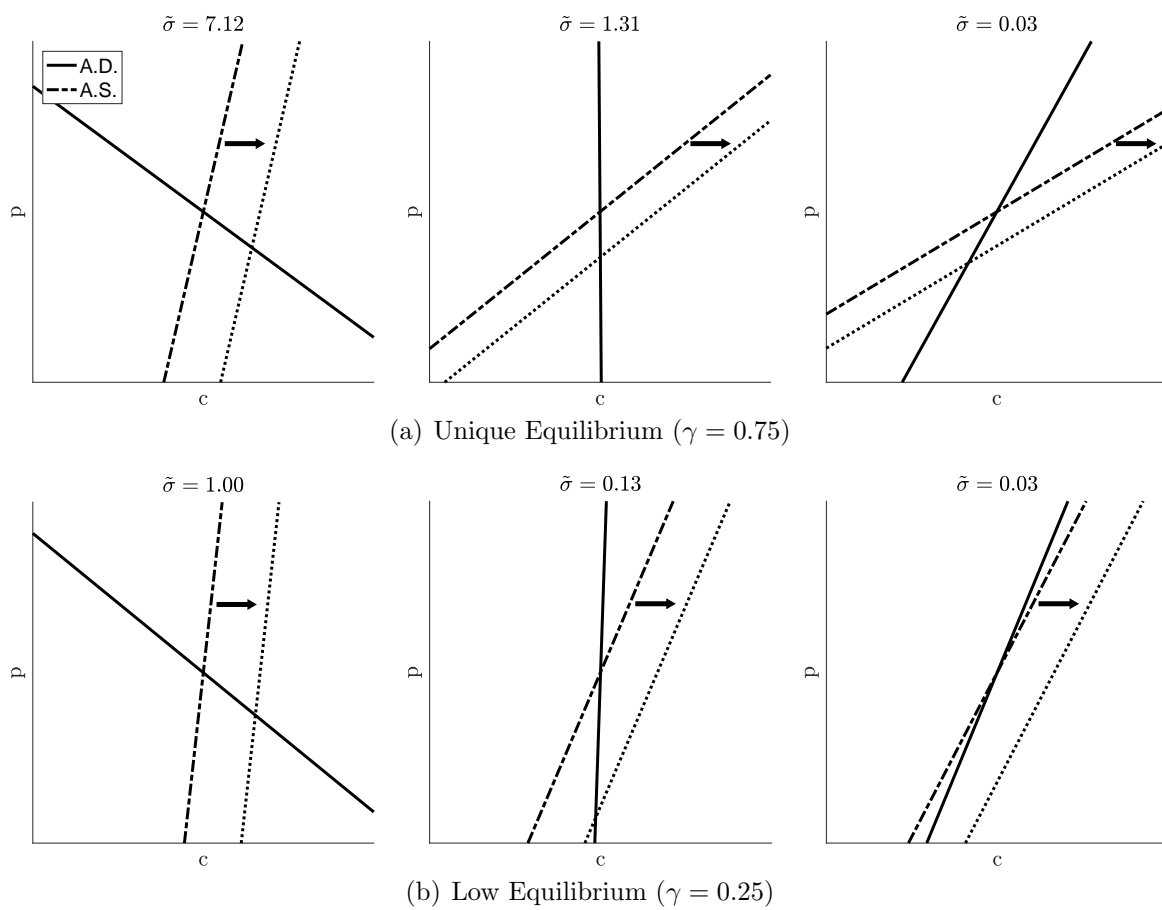 σ̃ = 7.12
σ̃ = 1.31
σ̃ = 0.03
A.D.
A.S.
p
p
p
c
c
c
(a) Unique Equilibrium (γ = 0.75)
σ̃ = 1.00
σ̃ = 0.13
σ̃ = 0.03
p
p
p
c
c
c
(b) Low Equilibrium (γ = 0.25)